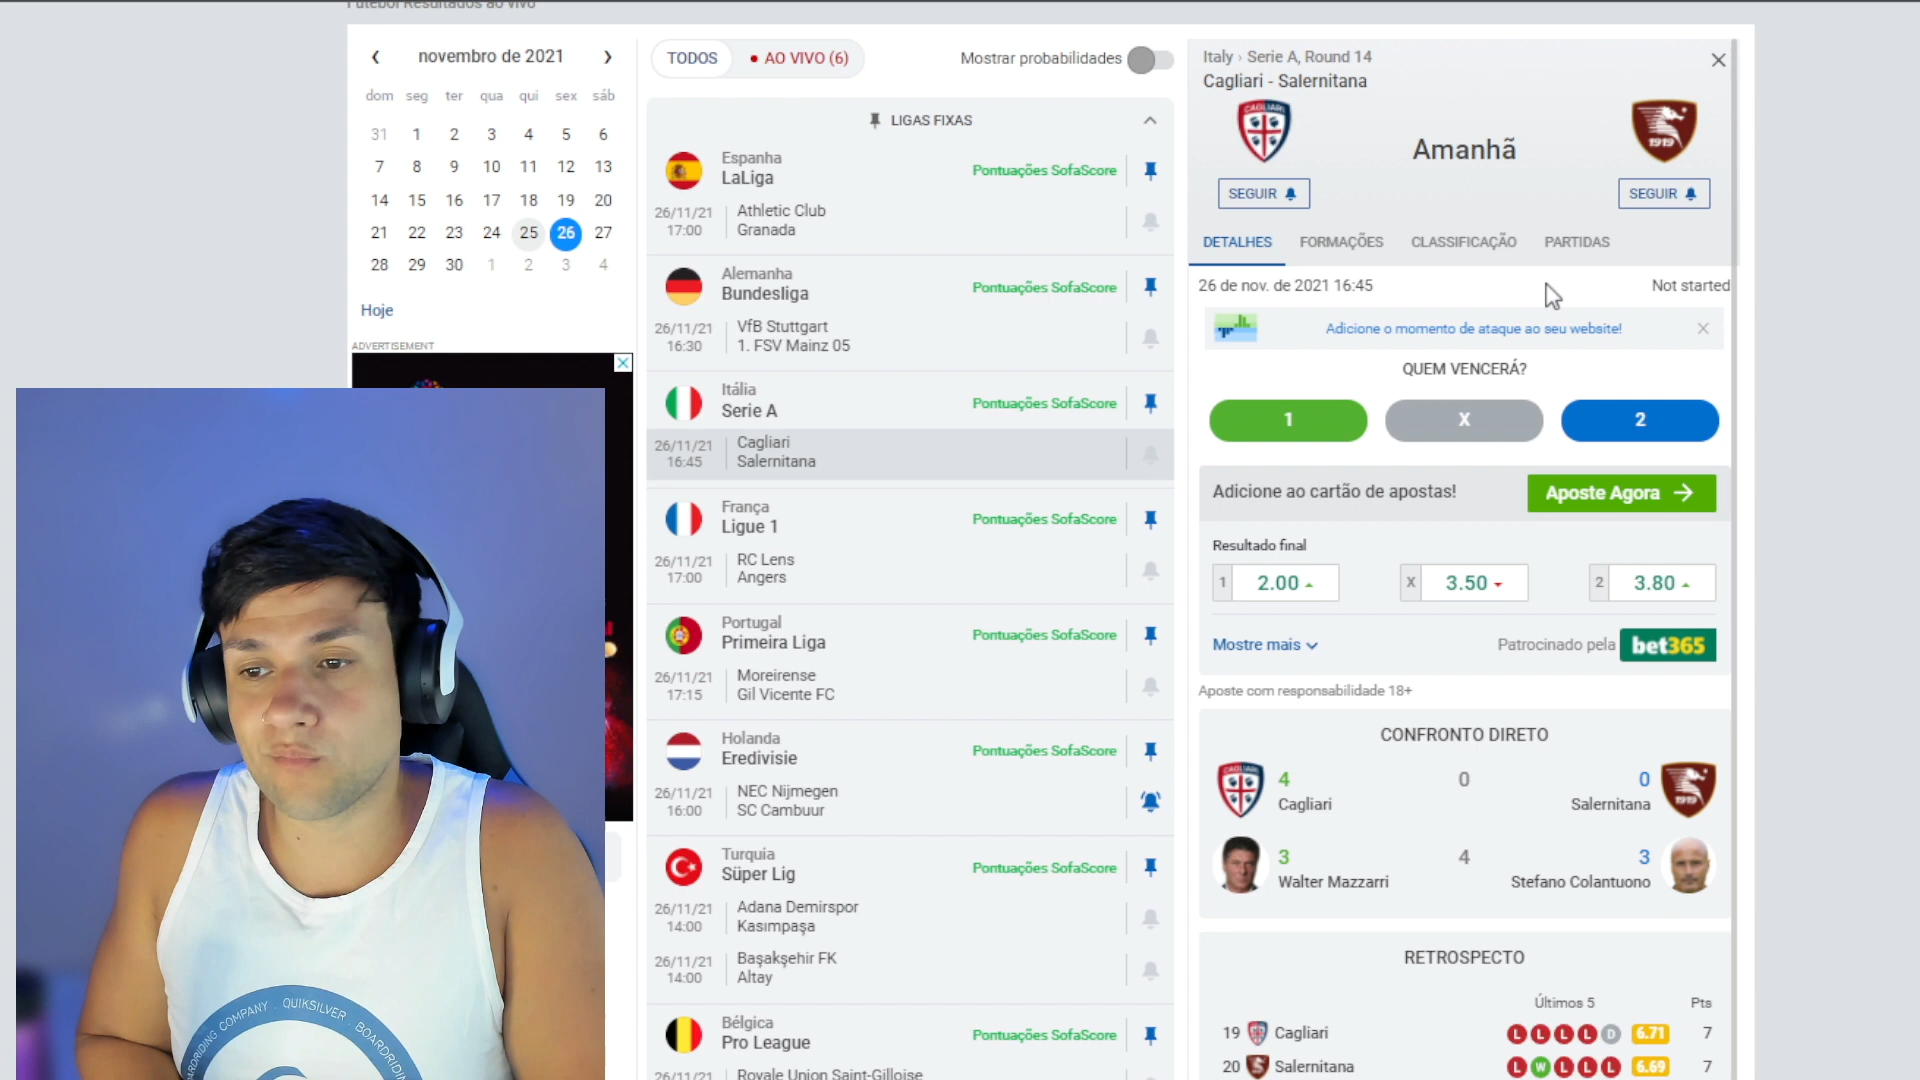 Futebol Resultados ao vivo
novembro de 2021
dom seg ter qua qui sex sáb
31 1 2 3 4 5 6
7 8 9 10 11 12 13
14 15 16 17 18 19 20
21 22 23 24 25 26 27
28 29 30 1 2 3 4
Hoje
ADVERTISEMENT
COMPANY . QUIKSILVER . BOARDRIDING
TODOS
AO VIVO (6)
Mostrar probabilidades
LIGAS FIXAS
Espanha
LaLiga
Pontuações SofaScore
26/11/21
17:00
Athletic Club
Granada
Alemanha
Bundesliga
Pontuações SofaScore
26/11/21
16:30
VfB Stuttgart
1. FSV Mainz 05
Itália
Serie A
Pontuações SofaScore
26/11/21
16:45
Cagliari
Salernitana
França
Ligue 1
Pontuações SofaScore
26/11/21
17:00
RC Lens
Angers
Portugal
Primeira Liga
Pontuações SofaScore
26/11/21
17:15
Moreirense
Gil Vicente FC
Holanda
Eredivisie
Pontuações SofaScore
26/11/21
16:00
NEC Nijmegen
SC Cambuur
Turquia
Süper Lig
Pontuações SofaScore
26/11/21
14:00
Adana Demirspor
Kasımpaşa
26/11/21
14:00
Başakşehir FK
Altay
Bélgica
Pro League
Pontuações SofaScore
26/11/21
Royale Union Saint-Gilloise
Italy › Serie A, Round 14
Cagliari - Salernitana
CAGLIARI
Amanhã
1919
SEGUIR
SEGUIR
DETALHES FORMAÇÕES CLASSIFICAÇÃO PARTIDAS
26 de nov. de 2021 16:45
Not started
Adicione o momento de ataque ao seu website!
QUEM VENCERÁ?
1 X 2
Adicione ao cartão de apostas!
Aposte Agora
Resultado final
1 2.00
X 3.50
2 3.80
Mostre mais
Patrocinado pela bet365
Aposte com responsabilidade 18+
CONFRONTO DIRETO
CAGLIARI
4 0 0
Cagliari Salernitana
1919
3 4 3
Walter Mazzarri Stefano Colantuono
RETROSPECTO
Últimos 5 Pts
19 Cagliari L L L L D 6.71 7
20 Salernitana L W L L L 6.69 7